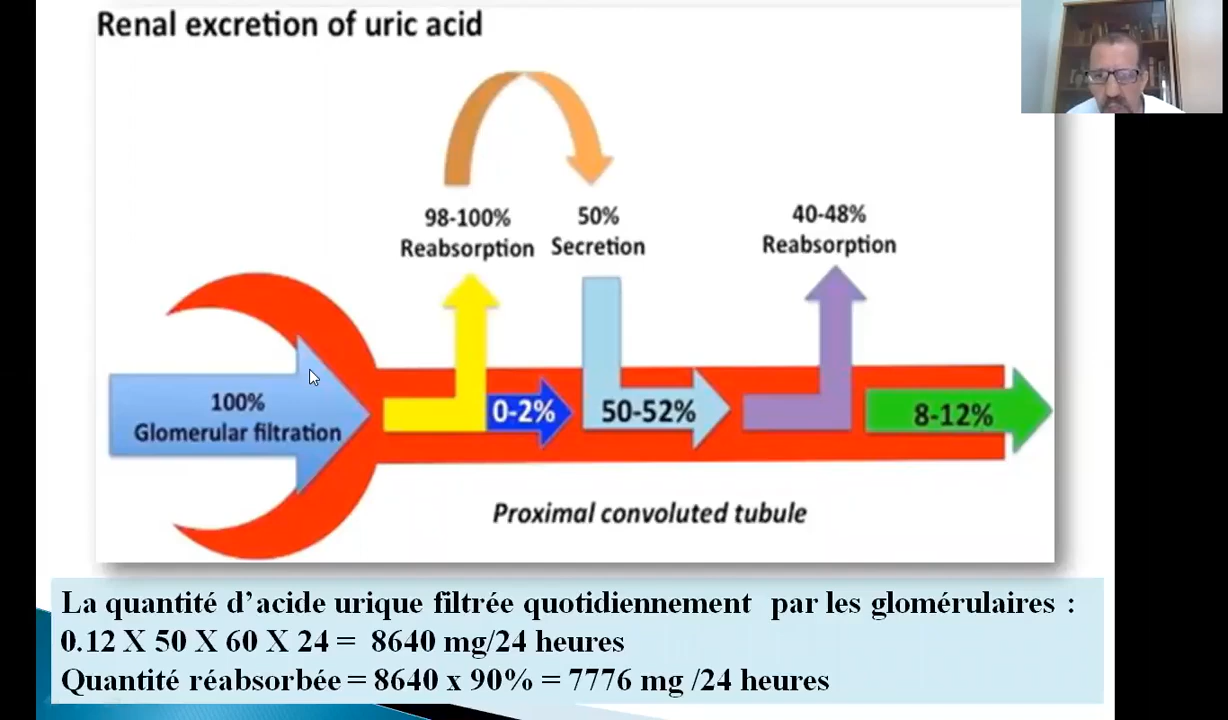 Renal excretion of uric acid
98-100%
Reabsorption
50%
Secretion
40-48%
Reabsorption
100%
Glomerular filtration
0-2%
50-52%
8-12%
Proximal convoluted tubule
La quantité d’acide urique filtrée quotidiennement par les glomérulaires :
0.12 X 50 X 60 X 24 = 8640 mg/24 heures
Quantité réabsorbée = 8640 x 90% = 7776 mg /24 heures